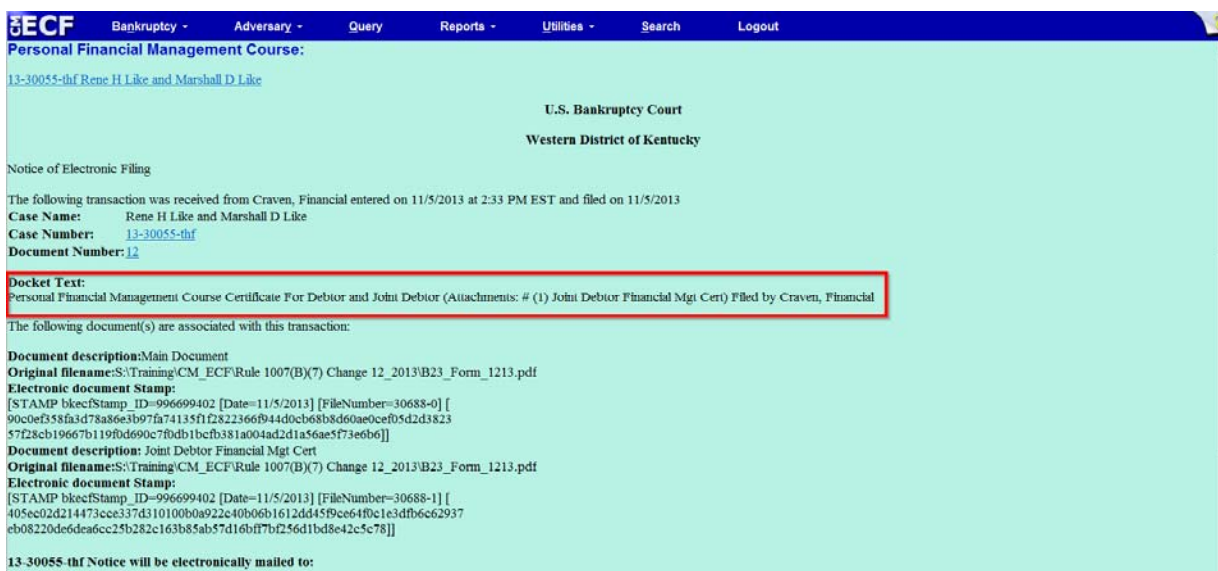 CM ECF Bankruptcy Adversary Query Reports Utilities Search Logout
Personal Financial Management Course:
13-30055-thf Rene H Like and Marshall D Like
U.S. Bankruptcy Court
Western District of Kentucky
Notice of Electronic Filing
The following transaction was received from Craven, Financial entered on 11/5/2013 at 2:33 PM EST and filed on 11/5/2013
Case Name: Rene H Like and Marshall D Like
Case Number: 13-30055-thf
Document Number: 12
Docket Text:
Personal Financial Management Course Certificate For Debtor and Joint Debtor (Attachments: # (1) Joint Debtor Financial Mgt Cert) Filed by Craven, Financial
The following document(s) are associated with this transaction:
Document description:Main Document
Original filename:S:\Training\CM_ECF\Rule 1007(B)(7) Change 12_2013\B23_Form_1213.pdf
Electronic document Stamp:
[STAMP bkecfStamp_ID=996699402 [Date=11/5/2013] [FileNumber=30688-0] [
90c0ef358fa3d78a86e3b97fa74135f1f2822366f944d0cb68b8d60ae0cef05d2d3823
57f28cb19667b119f0d690c7f0db1bcfb381a004ad2d1a56ae5f73e6b6]]
Document description: Joint Debtor Financial Mgt Cert
Original filename:S:\Training\CM_ECF\Rule 1007(B)(7) Change 12_2013\B23_Form_1213.pdf
Electronic document Stamp:
[STAMP bkecfStamp_ID=996699402 [Date=11/5/2013] [FileNumber=30688-1] [
405ec02d214473cce337d310100b0a922c40b06b1612dd45f9ce64f0c1e3dfb6c62937
eb08220de6dea6cc25b282c163b85ab57d16bff7bf256d1bd8e42c5c78]]
13-30055-thf Notice will be electronically mailed to: